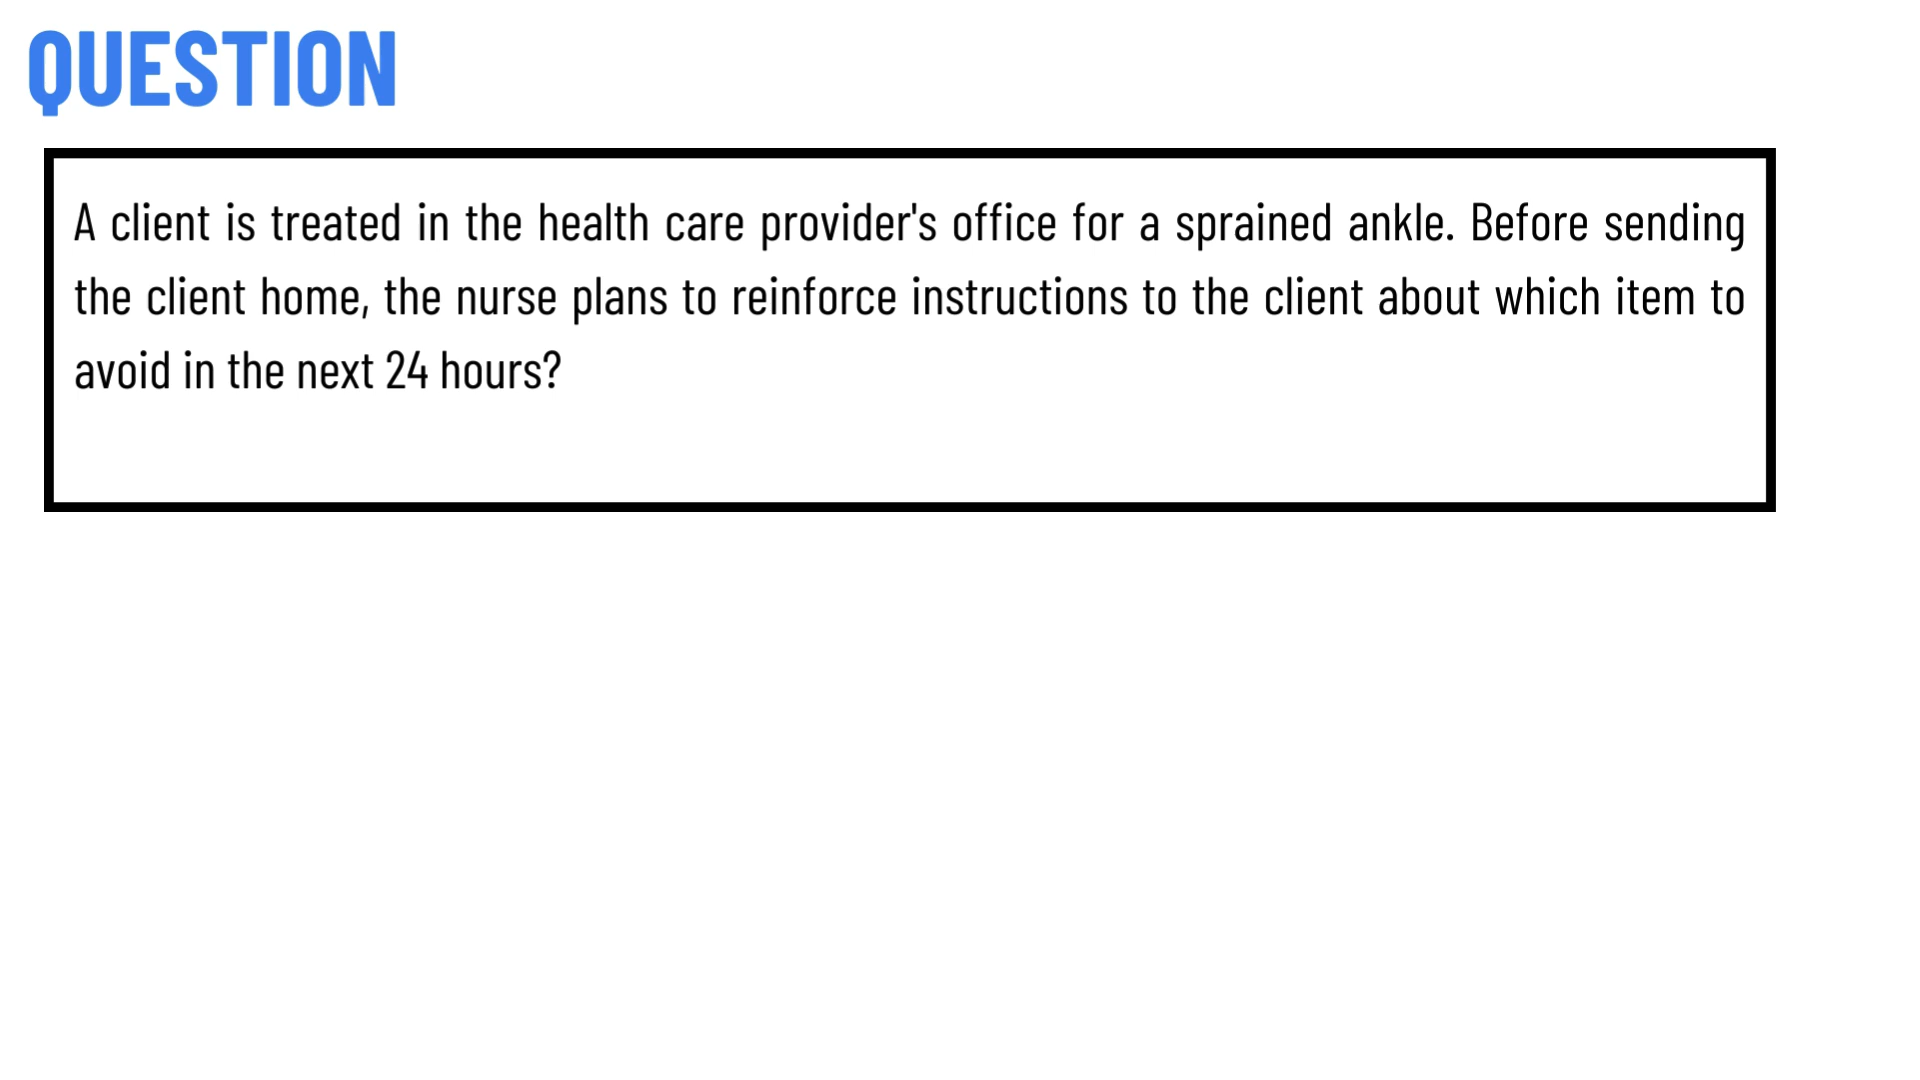 QUESTION
A client is treated in the health care provider's office for a sprained ankle. Before sending
the client home, the nurse plans to reinforce instructions to the client about which item to
avoid in the next 24 hours?